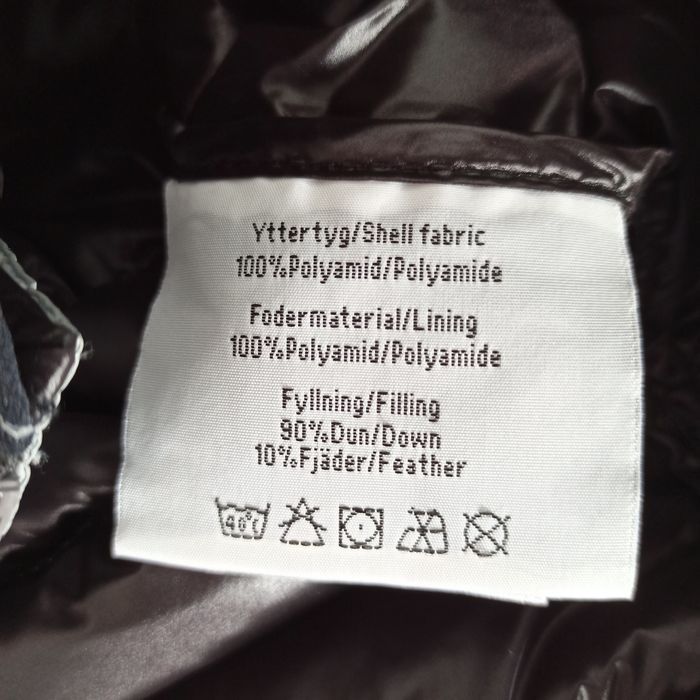 Yttertyg/Shell fabric
100%Polyamid/Polyamide
Fodermaterial/Lining
100%Polyamid/Polyamide
Fyllning/Filling
90%Dun/Down
10%Fjäder/Feather
40°C